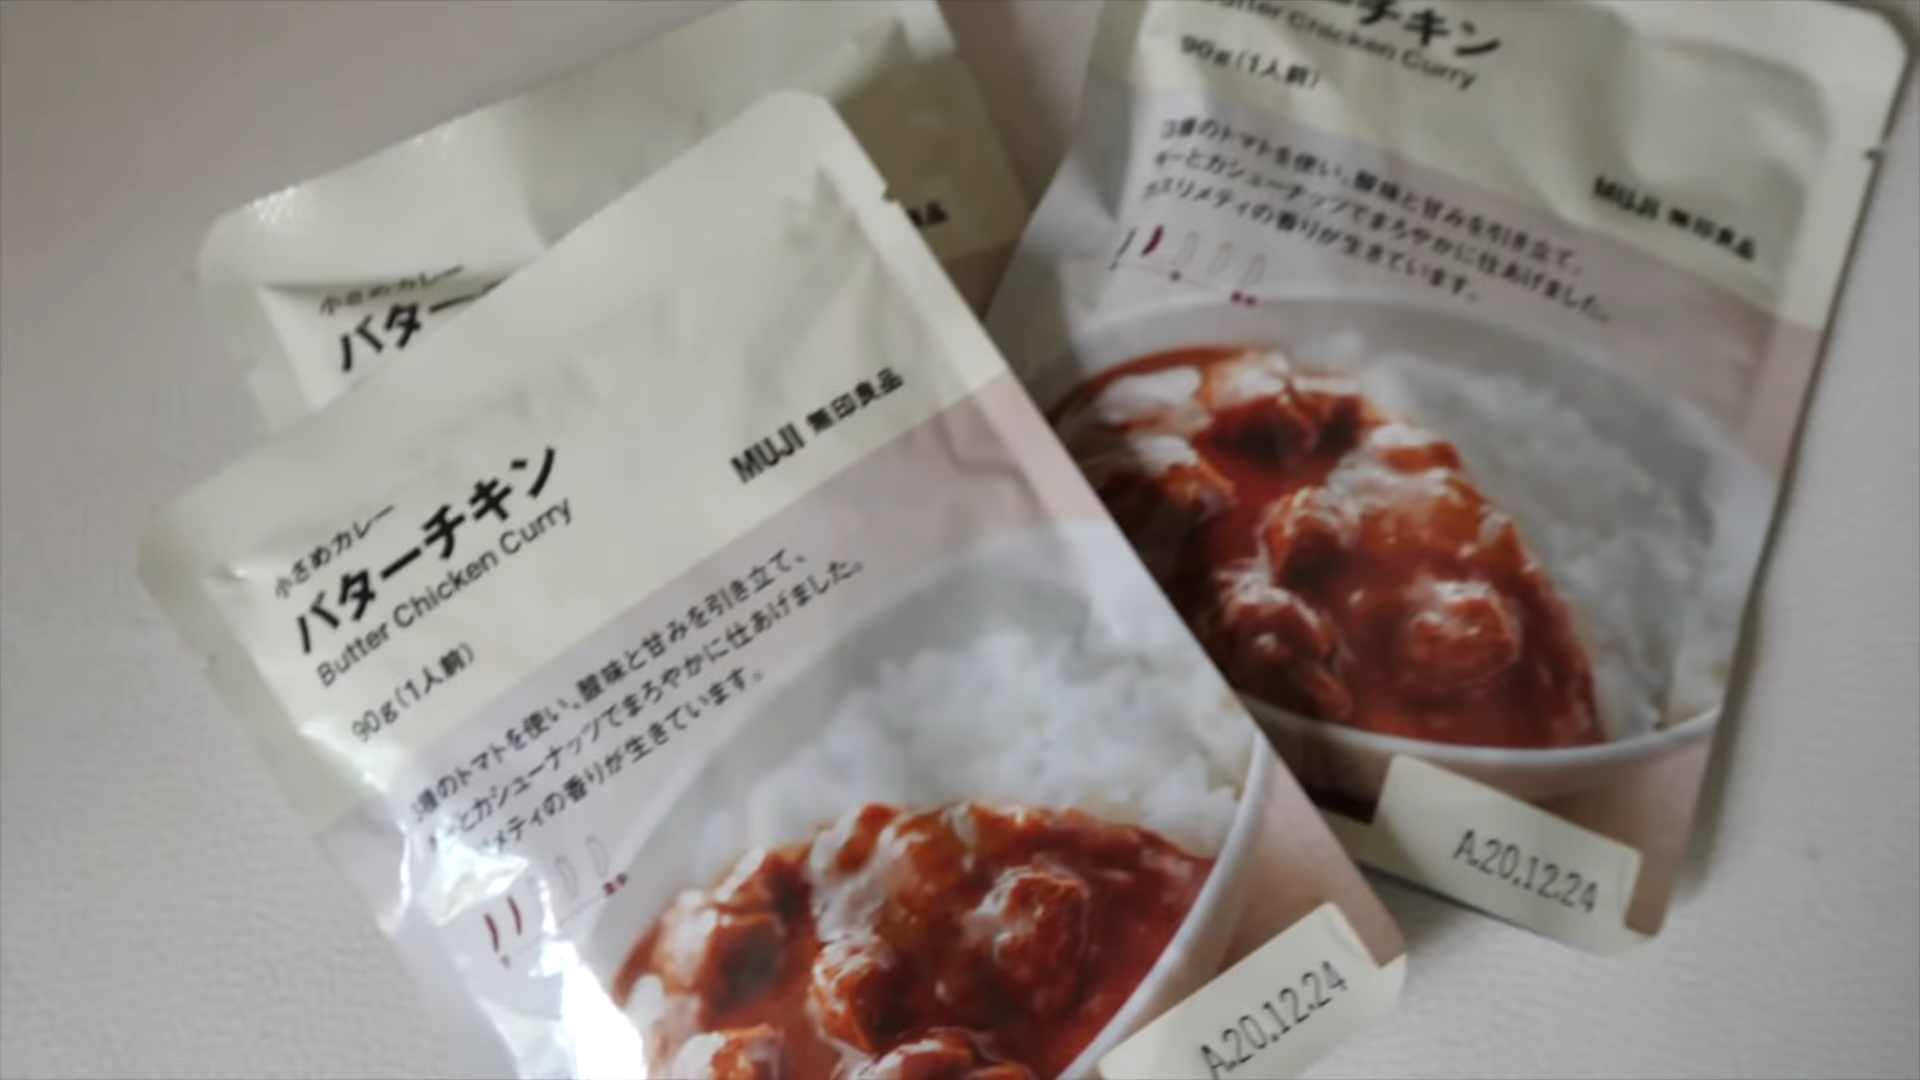 小さめカレー
バター
良品
小さめカレー
バターチキン
Butter Chicken Curry
90g(1人前)
MUJI 無印良品
のトマトを使い、酸味と甘みを引き立て、
とカシューナッツでまろやかに仕あげました。
メティの香りが生きています。
A.20.12.24
ーチキン
Butter Chicken Curry
90g(1人前)
MUJI 無印良品
3種のトマトを使い、酸味と甘みを引き立て、
ーとカシューナッツでまろやかに仕あげました。
カスリメティの香りが生きています。
A.20.12.24